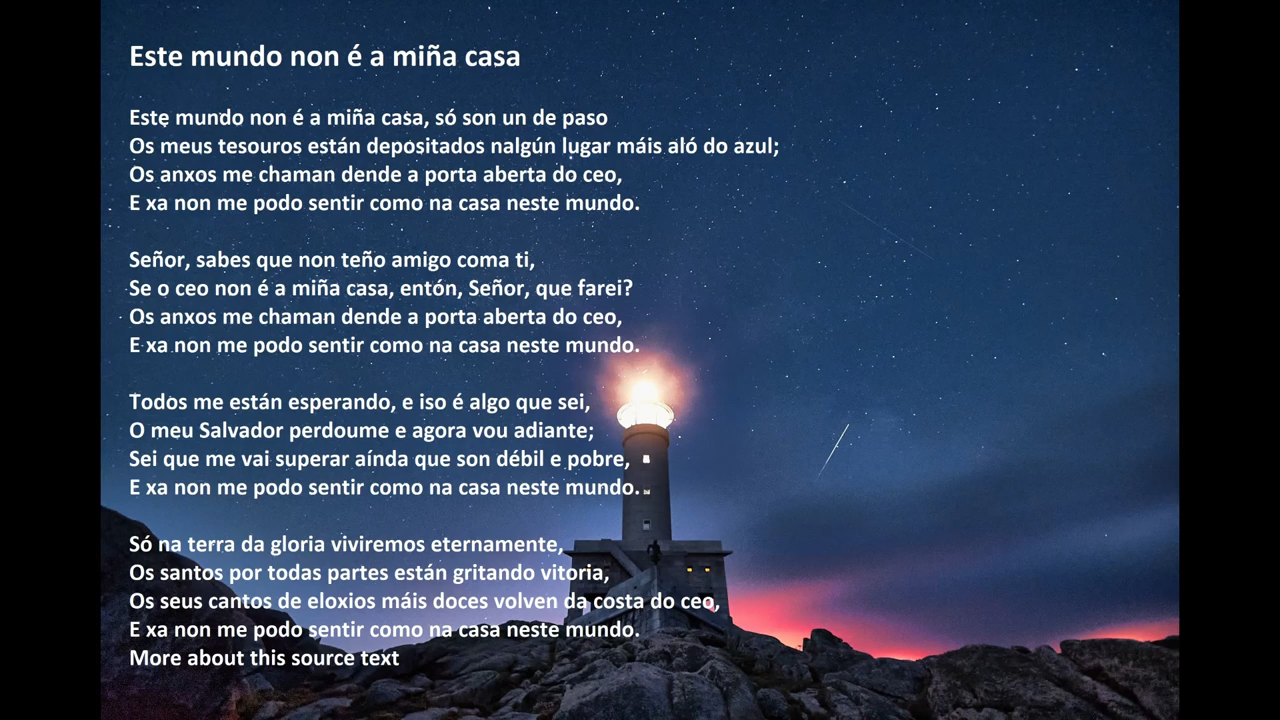 Este mundo non é a miña casa
Este mundo non é a miña casa, só son un de paso
Os meus tesouros están depositados nalgún lugar máis aló do azul;
Os anxos me chaman dende a porta aberta do ceo,
E xa non me podo sentir como na casa neste mundo.
Señor, sabes que non teño amigo coma ti,
Se o ceo non é a miña casa, entón, Señor, que farei?
Os anxos me chaman dende a porta aberta do ceo,
E xa non me podo sentir como na casa neste mundo.
Todos me están esperando, e iso é algo que sei,
O meu Salvador perdoume e agora vou adiante;
Sei que me vai superar aínda que son débil e pobre,
E xa non me podo sentir como na casa neste mundo.
Só na terra da gloria viviremos eternamente,
Os santos por todas partes están gritando vitoria,
Os seus cantos de eloxios máis doces volven da costa do ceo,
E xa non me podo sentir como na casa neste mundo.
More about this source text